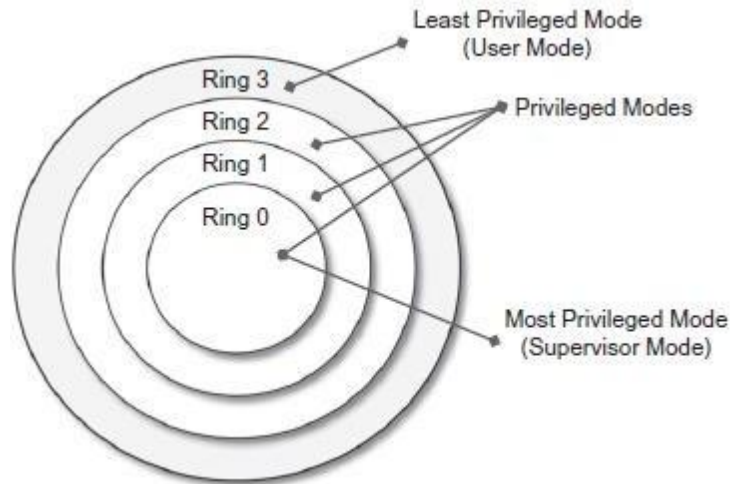 Least Privileged Mode
(User Mode)
Ring 3
Ring 2
Privileged Modes
Ring 1
Ring 0
Most Privileged Mode
(Supervisor Mode)